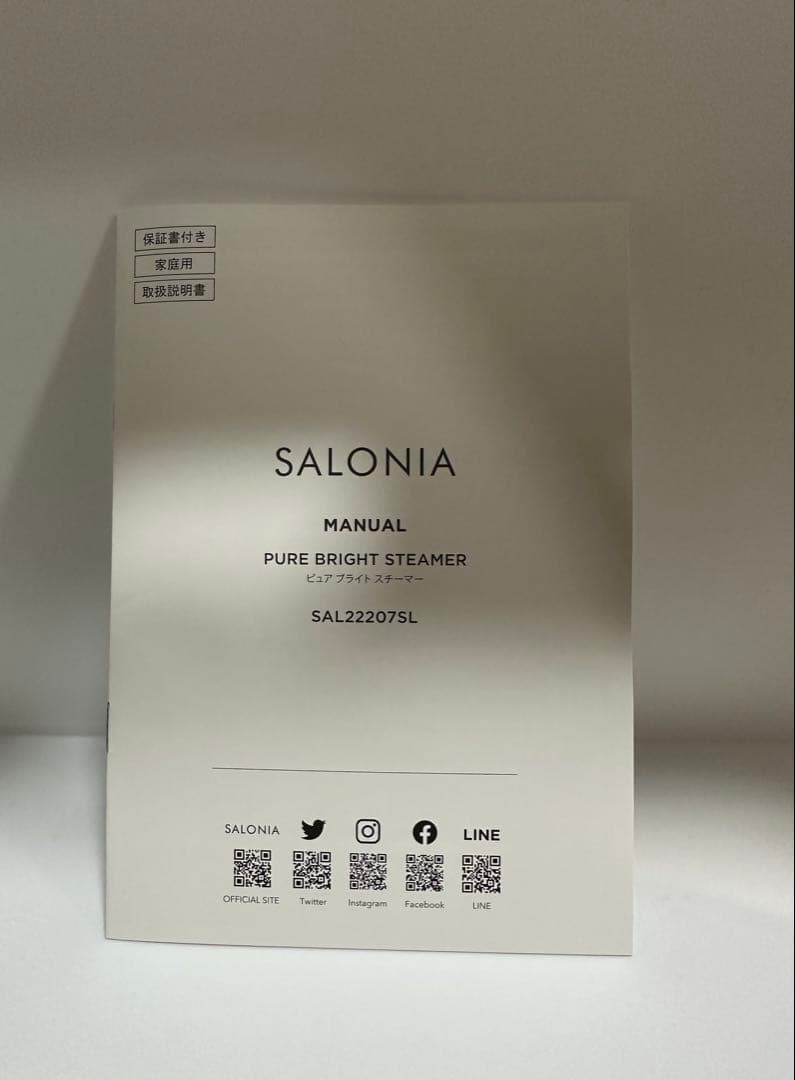 保証書付き
家庭用
取扱説明書
SALONIA
MANUAL
PURE BRIGHT STEAMER
ピュア ブライト スチーマー
SAL22207SL
SALONIA
LINE
OFFICIAL SITE
Twitter
Instagram
Facebook
LINE